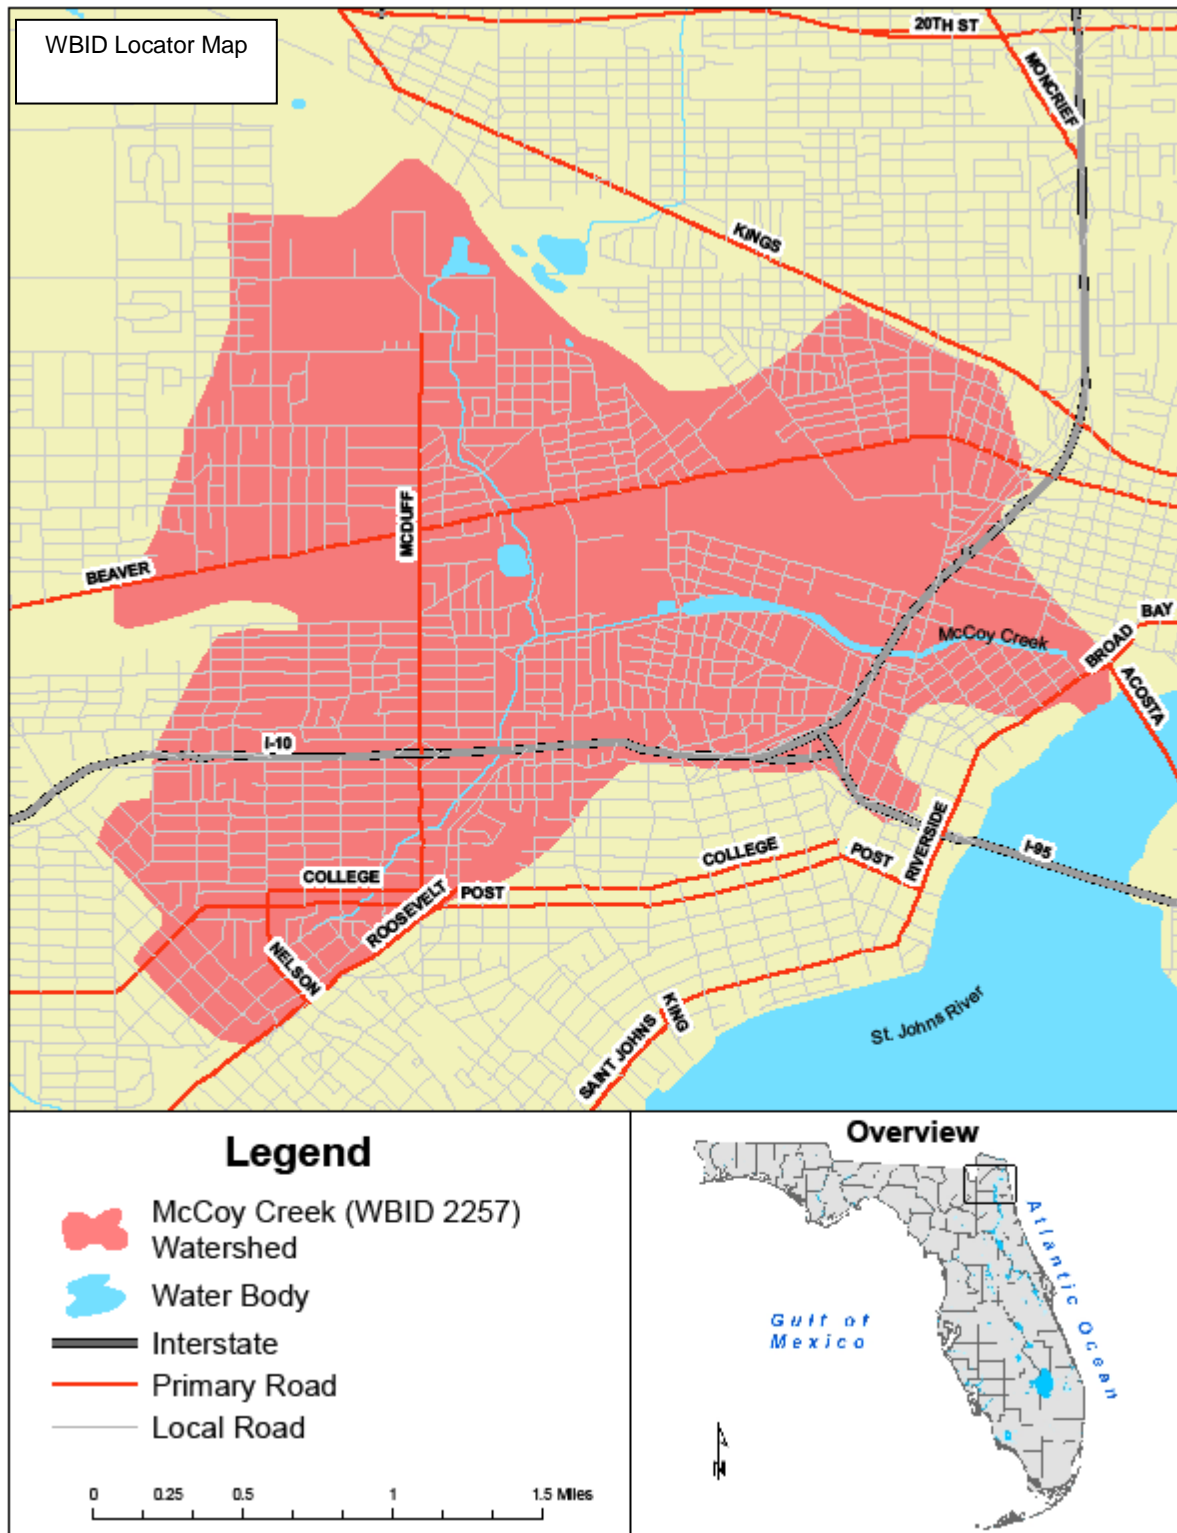 WBID Locator Map
20TH ST
MONCRIEF
KINGS
MCDUFF
BEAVER
BAY
BROAD
McCoy Creek
ACOSTA
I-10
RIVERSIDE
I-95
COLLEGE
POST
COLLEGE
ROOSEVELT
POST
NELSON
KING
SAINT JOHNS
St. Johns River
Legend
McCoy Creek (WBID 2257)
Watershed
Water Body
Interstate
Primary Road
Local Road
0 0.25 0.5 1 1.5 Miles
Overview
Atlantic Ocean
Gulf of
Mexico
N